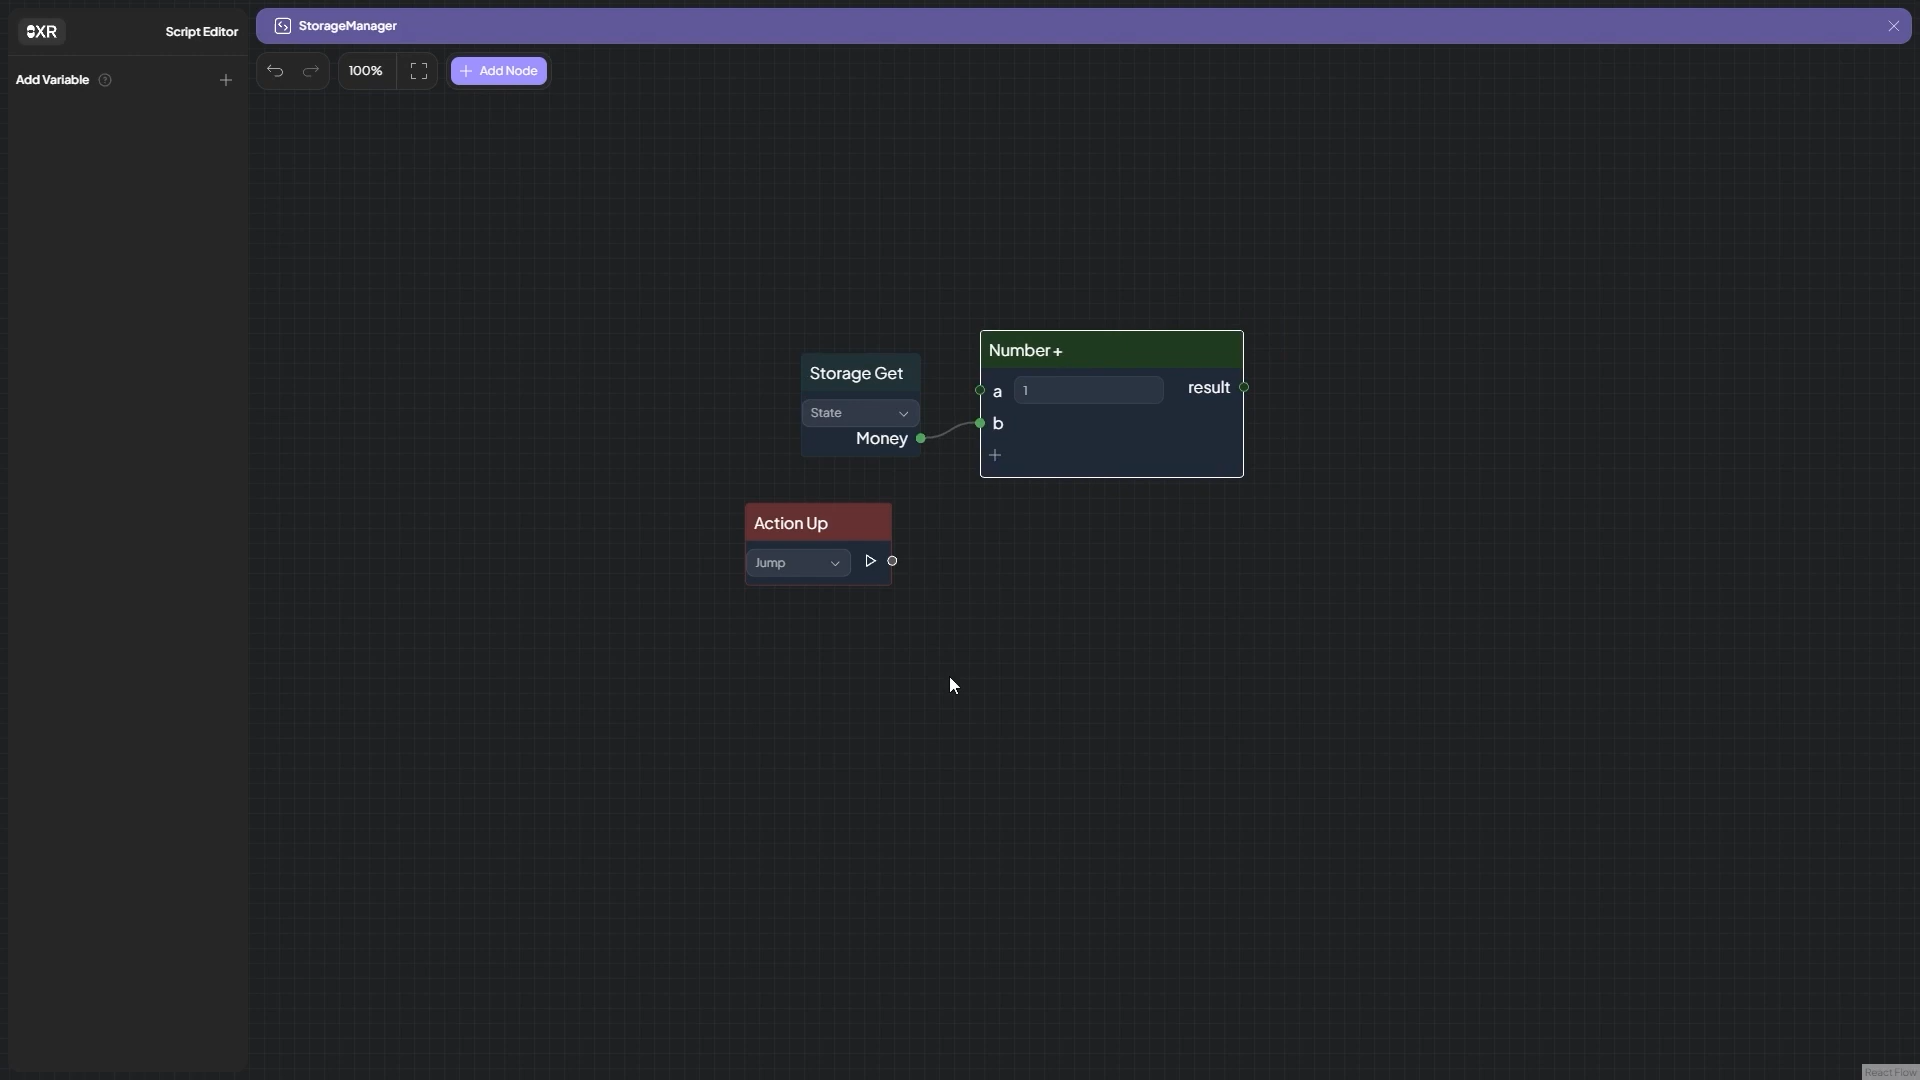 XR
Script Editor
StorageManager
Add Variable
100%
Add Node
Storage Get
State
Money
Number +
a
1
result
b
Action Up
Jump
React Flow